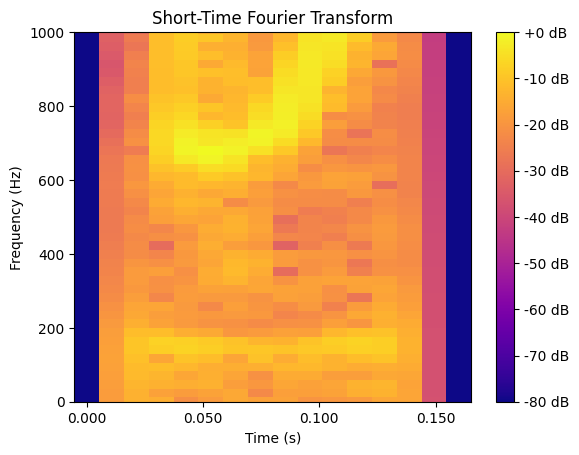 Short-Time Fourier Transform
1000
800
600
400
200
0
Frequency (Hz)
0.000
0.050
0.100
0.150
Time (s)
+0 dB
-10 dB
-20 dB
-30 dB
-40 dB
-50 dB
-60 dB
-70 dB
-80 dB